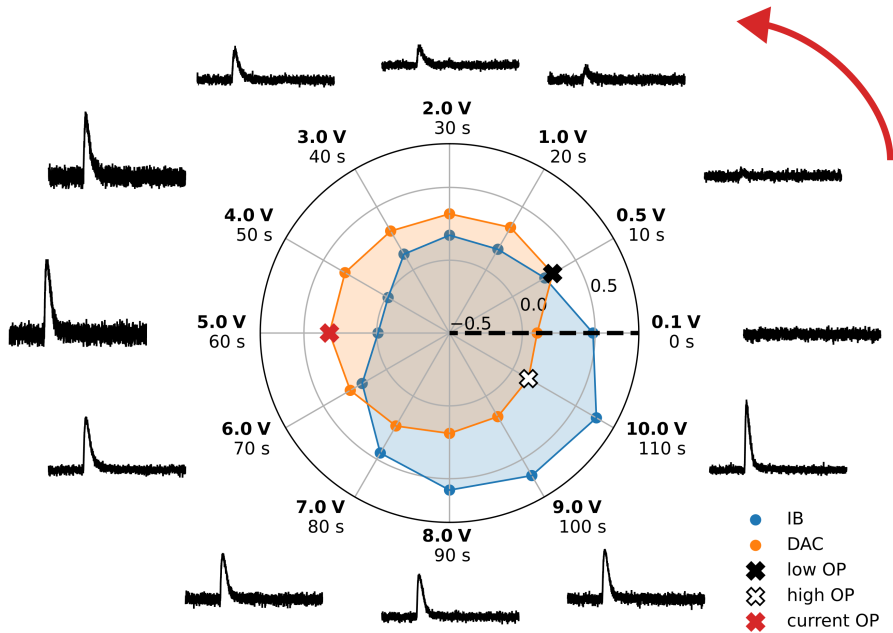 2.0 V
30 s
3.0 V
40 s
1.0 V
20 s
4.0 V
50 s
0.5 V
10 s
0.5
0.0
−0.5
5.0 V
60 s
0.1 V
0 s
6.0 V
70 s
10.0 V
110 s
7.0 V
80 s
9.0 V
100 s
8.0 V
90 s
IB
DAC
low OP
high OP
current OP